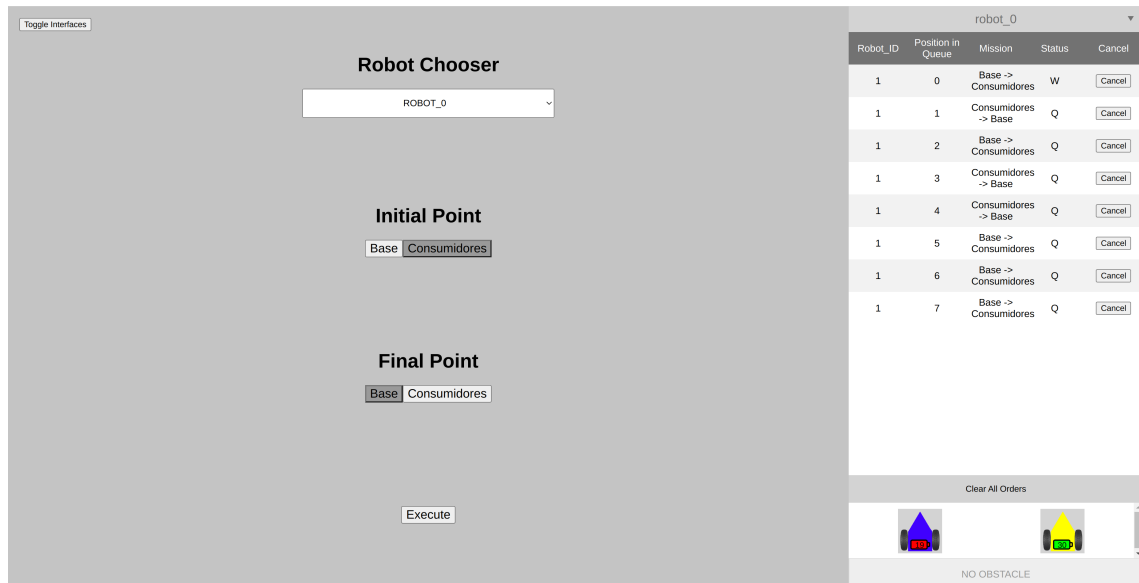 Toggle Interfaces
Robot Chooser
ROBOT_0
Initial Point
Base Consumidores
Final Point
Base Consumidores
Execute
robot_0
Robot_ID Position in Queue Mission Status Cancel
1 0 Base -> Consumidores W Cancel
1 1 Consumidores -> Base Q Cancel
1 2 Base -> Consumidores Q Cancel
1 3 Consumidores -> Base Q Cancel
1 4 Consumidores -> Base Q Cancel
1 5 Base -> Consumidores Q Cancel
1 6 Base -> Consumidores Q Cancel
1 7 Base -> Consumidores Q Cancel
Clear All Orders
30
NO OBSTACLE